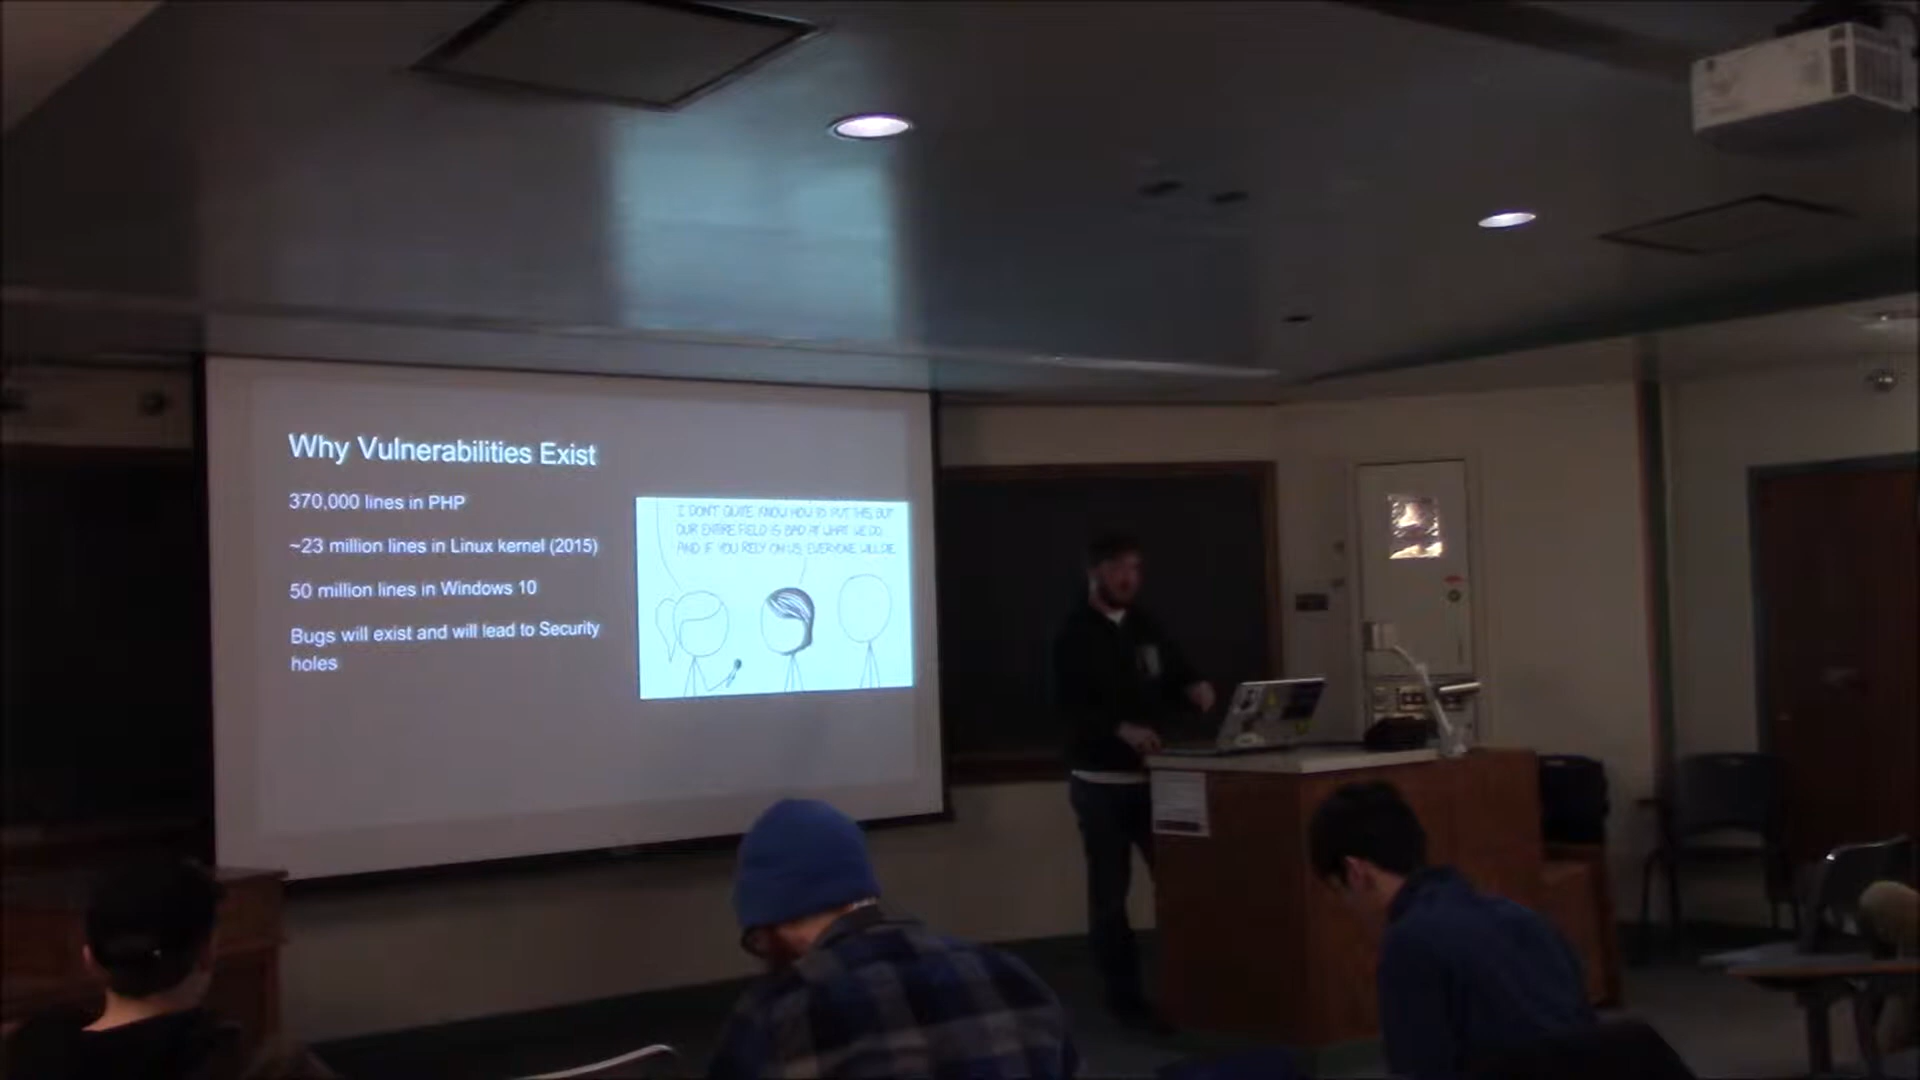 Why Vulnerabilities Exist
370,000 lines in PHP
~23 million lines in Linux kernel (2015)
50 million lines in Windows 10
Bugs will exist and will lead to Security
holes
I DON'T QUITE KNOW HOW TO PUT THIS, BUT
OUR ENTIRE FIELD IS BAD AT WHAT WE DO,
AND IF YOU RELY ON US, EVERYONE WILL DIE.